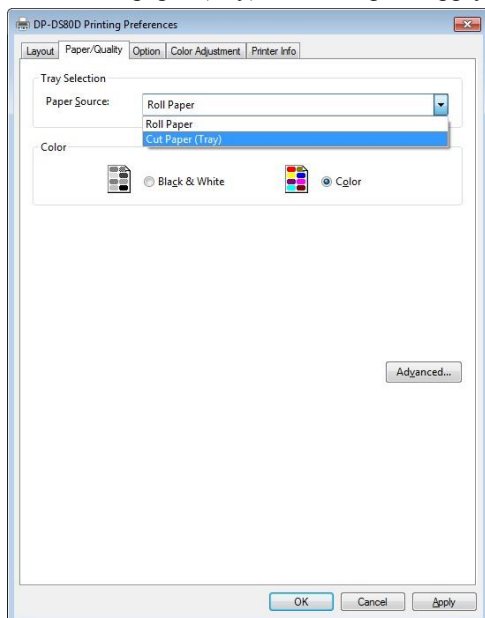 DP-DS80D Printing Preferences
Layout Paper/Quality Option Color Adjustment Printer Info
Tray Selection
Paper Source: Roll Paper
Roll Paper
Cut Paper (Tray)
Color
Black & White Color
Advanced...
OK Cancel Apply